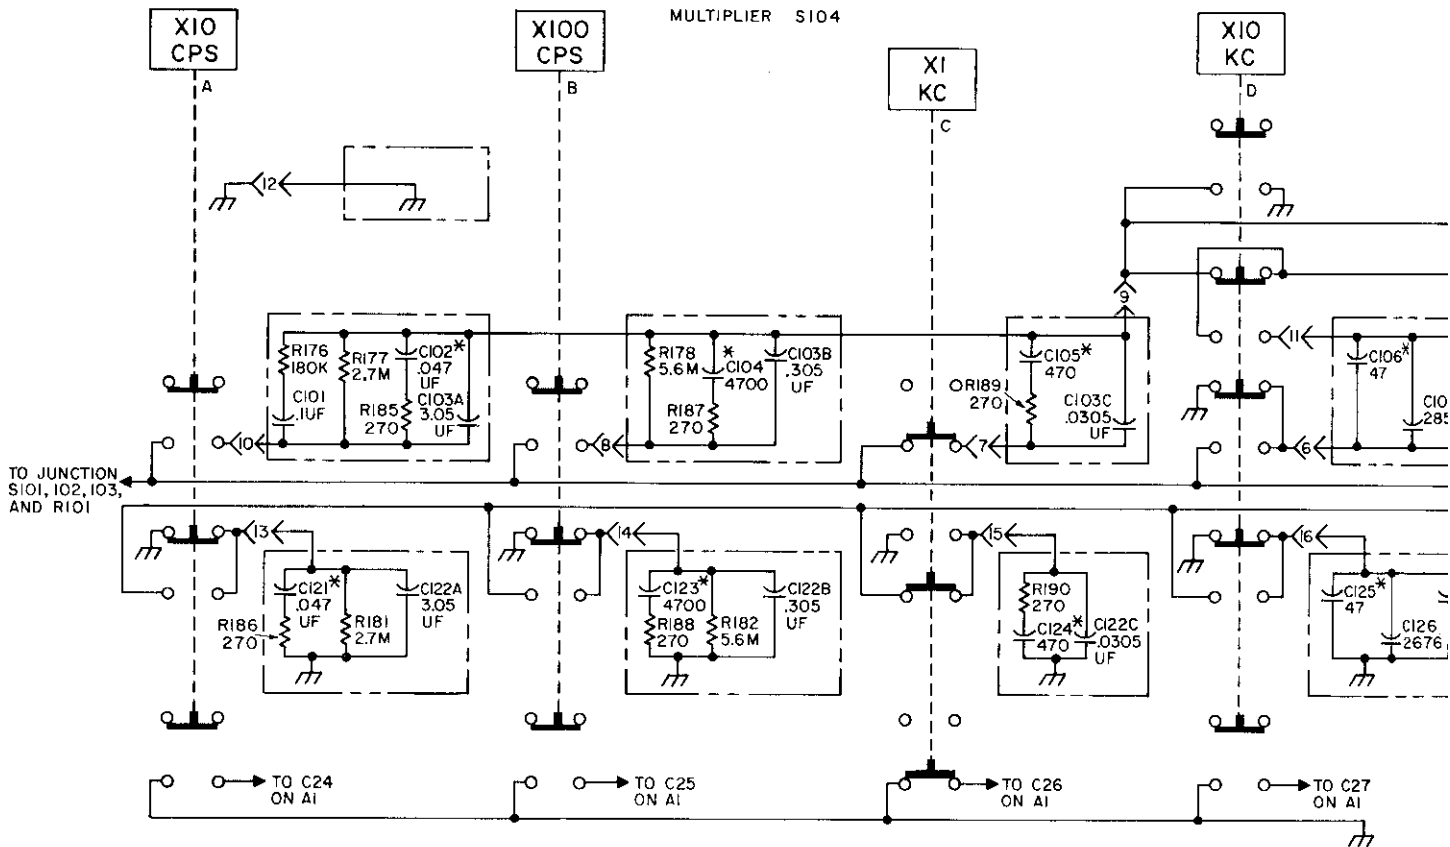 MULTIPLIER S104
X10
CPS
A
X100
CPS
B
X1
KC
C
X10
KC
D
12
9
R176
180K
C101
.1UF
R177
2.7M
C102*
.047
UF
R185
270
C103A
3.05
UF
10
R178
5.6M
*
C104
4700
R187
270
C103B
.305
UF
8
C105*
470
R189
270
C103C
.0305
UF
7
11
C106*
47
C10
285
6
TO JUNCTION
S101, 102, 103,
AND R101
13
C121*
.047
UF
R186
270
R181
2.7M
C122A
3.05
UF
14
C123*
4700
R188
270
R182
5.6M
C122B
.305
UF
15
R190
270
C124*
470
C122C
.0305
UF
16
C125*
47
C126
2676
TO C24
ON A1
TO C25
ON A1
TO C26
ON A1
TO C27
ON A1